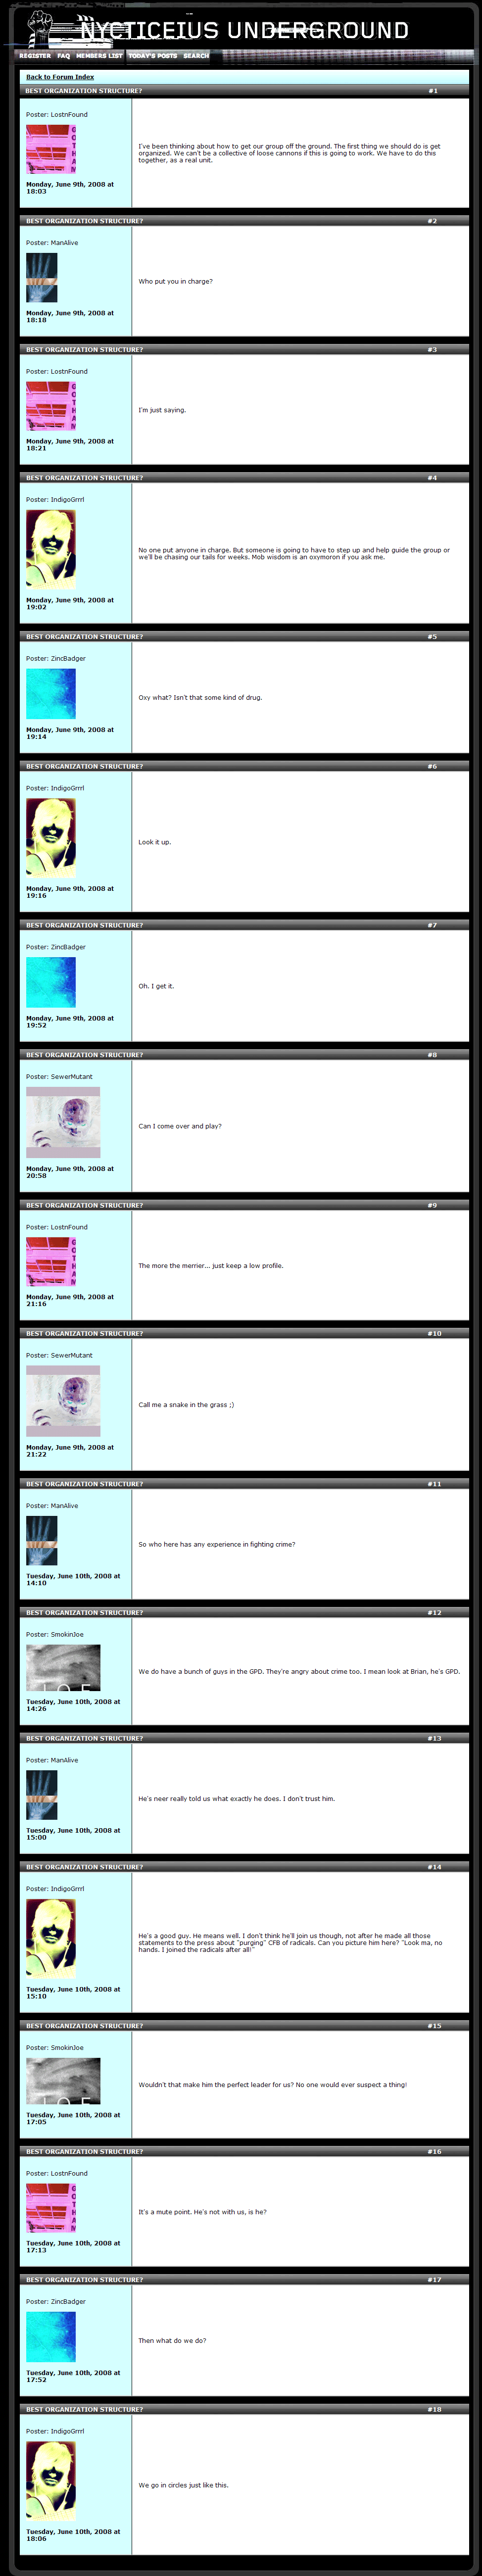 NYCTICEIUS UNDERGROUND
REGISTER FAQ MEMBERS LIST TODAY'S POSTS SEARCH
Back to Forum Index
BEST ORGANIZATION STRUCTURE? #1
Poster: LostnFound
GOTHAM
Monday, June 9th, 2008 at
18:03
I've been thinking about how to get our group off the ground. The first thing we should do is get
organized. We can't be a collective of loose cannons if this is going to work. We have to do this
together, as a real unit.
BEST ORGANIZATION STRUCTURE? #2
Poster: ManAlive
Monday, June 9th, 2008 at
18:18
Who put you in charge?
BEST ORGANIZATION STRUCTURE? #3
Poster: LostnFound
GOTHAM
Monday, June 9th, 2008 at
18:21
I'm just saying.
BEST ORGANIZATION STRUCTURE? #4
Poster: IndigoGrrrl
Monday, June 9th, 2008 at
19:02
No one put anyone in charge. But someone is going to have to step up and help guide the group or
we'll be chasing our tails for weeks. Mob wisdom is an oxymoron if you ask me.
BEST ORGANIZATION STRUCTURE? #5
Poster: ZincBadger
Monday, June 9th, 2008 at
19:14
Oxy what? Isn't that some kind of drug.
BEST ORGANIZATION STRUCTURE? #6
Poster: IndigoGrrrl
Monday, June 9th, 2008 at
19:16
Look it up.
BEST ORGANIZATION STRUCTURE? #7
Poster: ZincBadger
Monday, June 9th, 2008 at
19:52
Oh. I get it.
BEST ORGANIZATION STRUCTURE? #8
Poster: SewerMutant
Monday, June 9th, 2008 at
20:58
Can I come over and play?
BEST ORGANIZATION STRUCTURE? #9
Poster: LostnFound
GOTHAM
Monday, June 9th, 2008 at
21:16
The more the merrier... just keep a low profile.
BEST ORGANIZATION STRUCTURE? #10
Poster: SewerMutant
Monday, June 9th, 2008 at
21:22
Call me a snake in the grass ;)
BEST ORGANIZATION STRUCTURE? #11
Poster: ManAlive
Tuesday, June 10th, 2008 at
14:10
So who here has any experience in fighting crime?
BEST ORGANIZATION STRUCTURE? #12
Poster: SmokinJoe
JOE
Tuesday, June 10th, 2008 at
14:26
We do have a bunch of guys in the GPD. They're angry about crime too. I mean look at Brian, he's GPD.
BEST ORGANIZATION STRUCTURE? #13
Poster: ManAlive
Tuesday, June 10th, 2008 at
15:00
He's neer really told us what exactly he does. I don't trust him.
BEST ORGANIZATION STRUCTURE? #14
Poster: IndigoGrrrl
Tuesday, June 10th, 2008 at
15:10
He's a good guy. He means well. I don't think he'll join us though, not after he made all those
statements to the press about "purging" CFB of radicals. Can you picture him here? "Look ma, no
hands. I joined the radicals after all!"
BEST ORGANIZATION STRUCTURE? #15
Poster: SmokinJoe
JOE
Tuesday, June 10th, 2008 at
17:05
Wouldn't that make him the perfect leader for us? No one would ever suspect a thing!
BEST ORGANIZATION STRUCTURE? #16
Poster: LostnFound
GOTHAM
Tuesday, June 10th, 2008 at
17:13
It's a mute point. He's not with us, is he?
BEST ORGANIZATION STRUCTURE? #17
Poster: ZincBadger
Tuesday, June 10th, 2008 at
17:52
Then what do we do?
BEST ORGANIZATION STRUCTURE? #18
Poster: IndigoGrrrl
Tuesday, June 10th, 2008 at
18:06
We go in circles just like this.